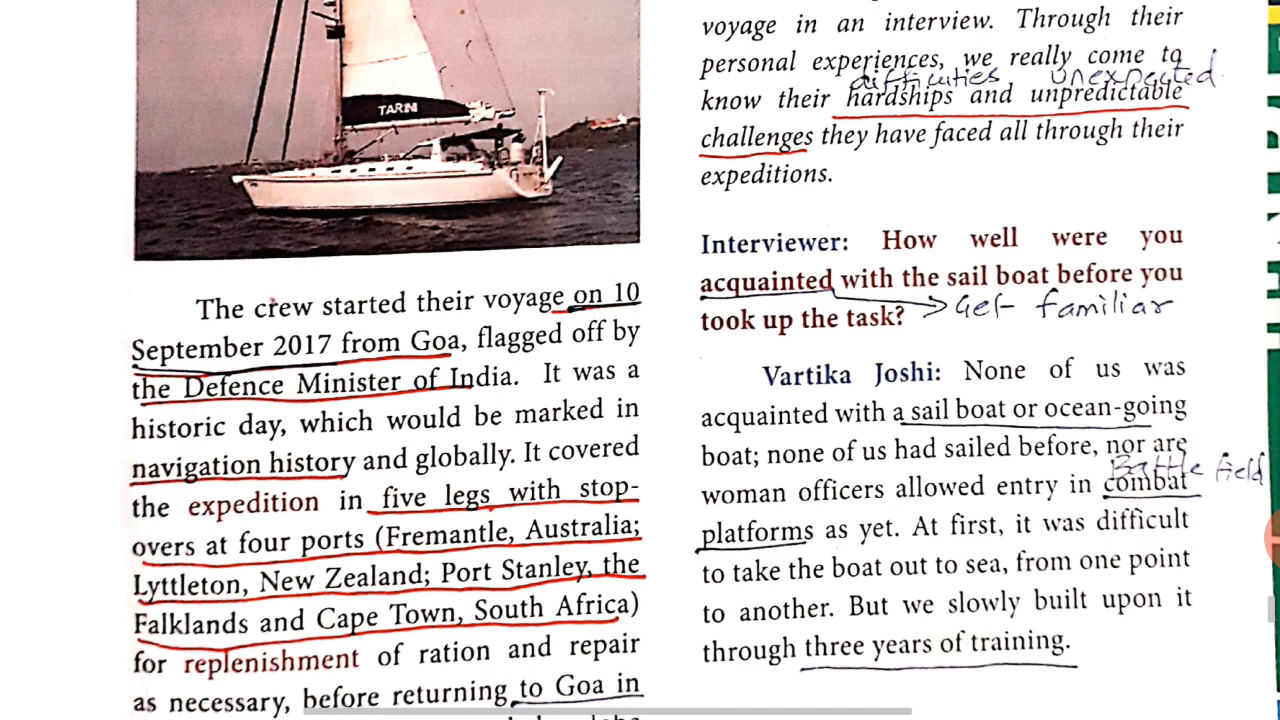 TARINI
The crew started their voyage on 10
September 2017 from Goa, flagged off by
the Defence Minister of India. It was a
historic day, which would be marked in
navigation history and globally. It covered
the expedition in five legs with stop-
overs at four ports (Fremantle, Australia;
Lyttleton, New Zealand; Port Stanley, the
Falklands and Cape Town, South Africa)
for replenishment of ration and repair
as necessary, before returning to Goa in
voyage in an interview. Through their
personal experiences, we really come to
difficulties unexpected
know their hardships and unpredictable
challenges they have faced all through their
expeditions.
Interviewer: How well were you
acquainted with the sail boat before you
took up the task? Get familiar
Vartika Joshi: None of us was
acquainted with a sail boat or ocean-going
boat; none of us had sailed before, nor are
Battle field
woman officers allowed entry in combat
platforms as yet. At first, it was difficult
to take the boat out to sea, from one point
to another. But we slowly built upon it
through three years of training.